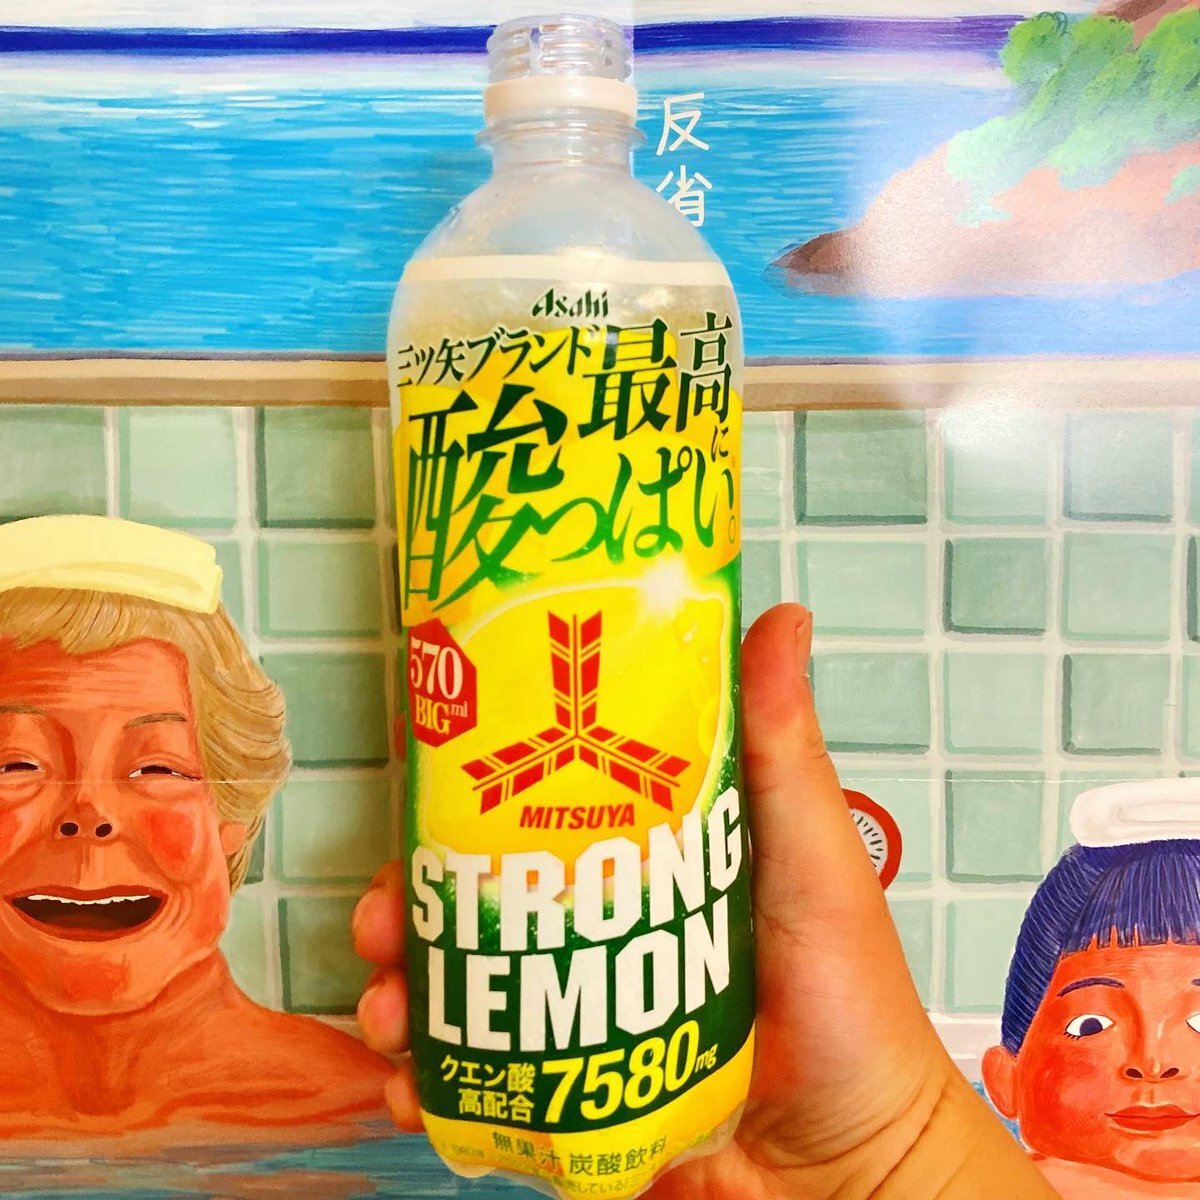 反省
Asahi
三ツ矢ブランド最高に
酸っぱい。
570
BIG ml
MITSUYA
STRONG
LEMON
クエン酸
高配合
7580mg
無果汁 炭酸飲料